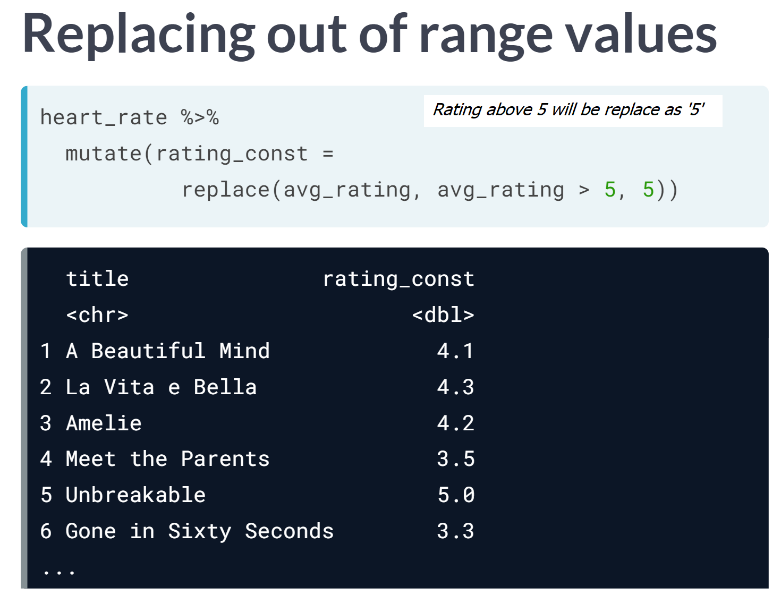 Replacing out of range values
heart_rate %>%
Rating above 5 will be replace as '5'
mutate(rating_const =
replace(avg_rating, avg_rating > 5, 5))
title rating_const
<chr> <dbl>
1 A Beautiful Mind 4.1
2 La Vita e Bella 4.3
3 Amelie 4.2
4 Meet the Parents 3.5
5 Unbreakable 5.0
6 Gone in Sixty Seconds 3.3
...